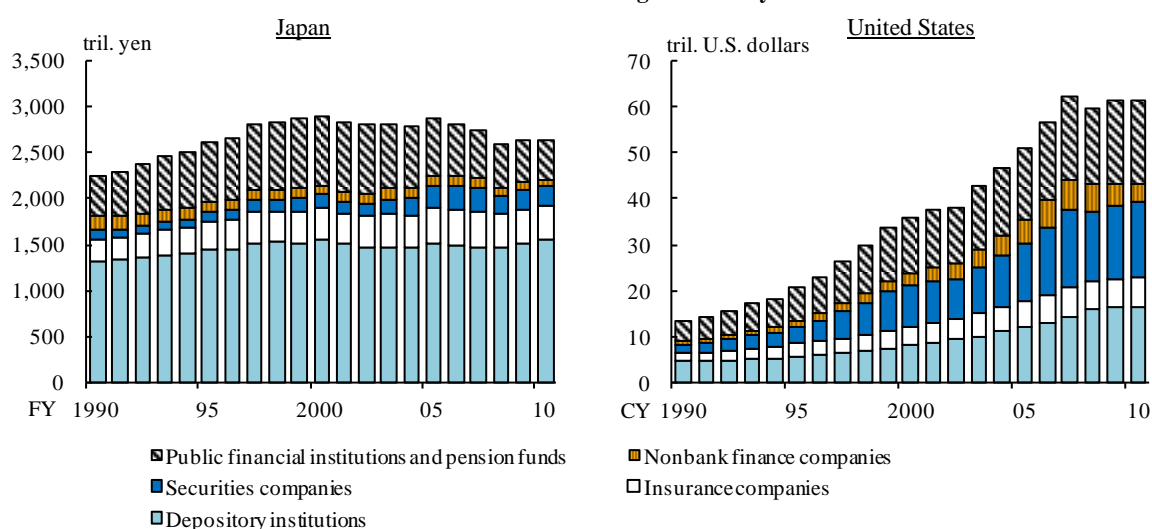 Japan
United States
tril. yen
tril. U.S. dollars
3,500
3,000
2,500
2,000
1,500
1,000
500
0
FY 1990 95 2000 05 10
70
60
50
40
30
20
10
0
CY 1990 95 2000 05 10
Public financial institutions and pension funds
Nonbank finance companies
Securities companies
Insurance companies
Depository institutions